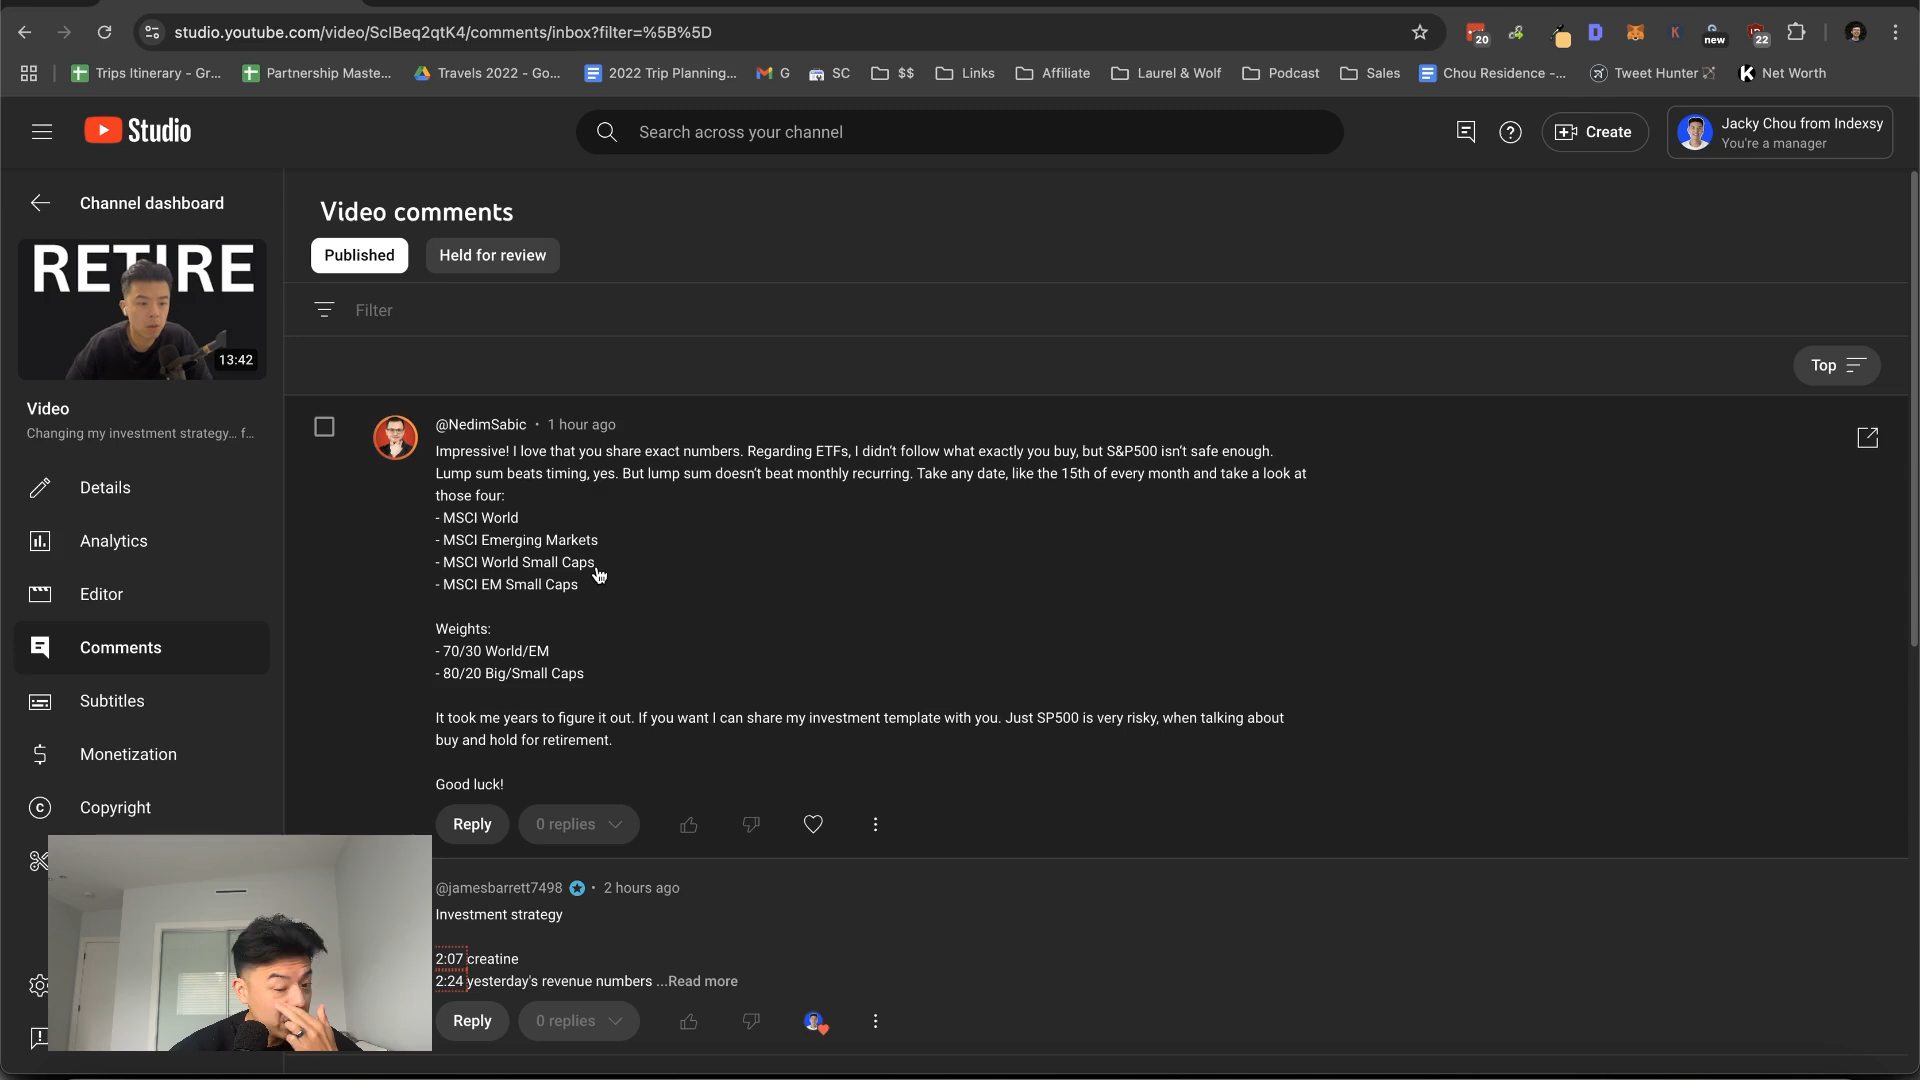 studio.youtube.com/video/SclBeq2qtK4/comments/inbox?filter=%5B%5D
20
new
22
Trips Itinerary - Gr...
Partnership Maste...
Travels 2022 - Go...
2022 Trip Planning...
G
SC
$$
Links
Affiliate
Laurel & Wolf
Podcast
Sales
Chou Residence -...
Tweet Hunter
Net Worth
Studio
Search across your channel
Create
Jacky Chou from Indexsy
You're a manager
Channel dashboard
RETIRE
13:42
Video
Changing my investment strategy... f...
Details
Analytics
Editor
Comments
Subtitles
Monetization
Copyright
Video comments
Published
Held for review
Filter
Top
@NedimSabic • 1 hour ago
Impressive! I love that you share exact numbers. Regarding ETFs, I didn't follow what exactly you buy, but S&P500 isn't safe enough.
Lump sum beats timing, yes. But lump sum doesn't beat monthly recurring. Take any date, like the 15th of every month and take a look at
those four:
- MSCI World
- MSCI Emerging Markets
- MSCI World Small Caps
- MSCI EM Small Caps
Weights:
- 70/30 World/EM
- 80/20 Big/Small Caps
It took me years to figure it out. If you want I can share my investment template with you. Just SP500 is very risky, when talking about
buy and hold for retirement.
Good luck!
Reply
0 replies
@jamesbarrett7498 • 2 hours ago
Investment strategy
2:07 creatine
2:24 yesterday's revenue numbers ...Read more
Reply
0 replies